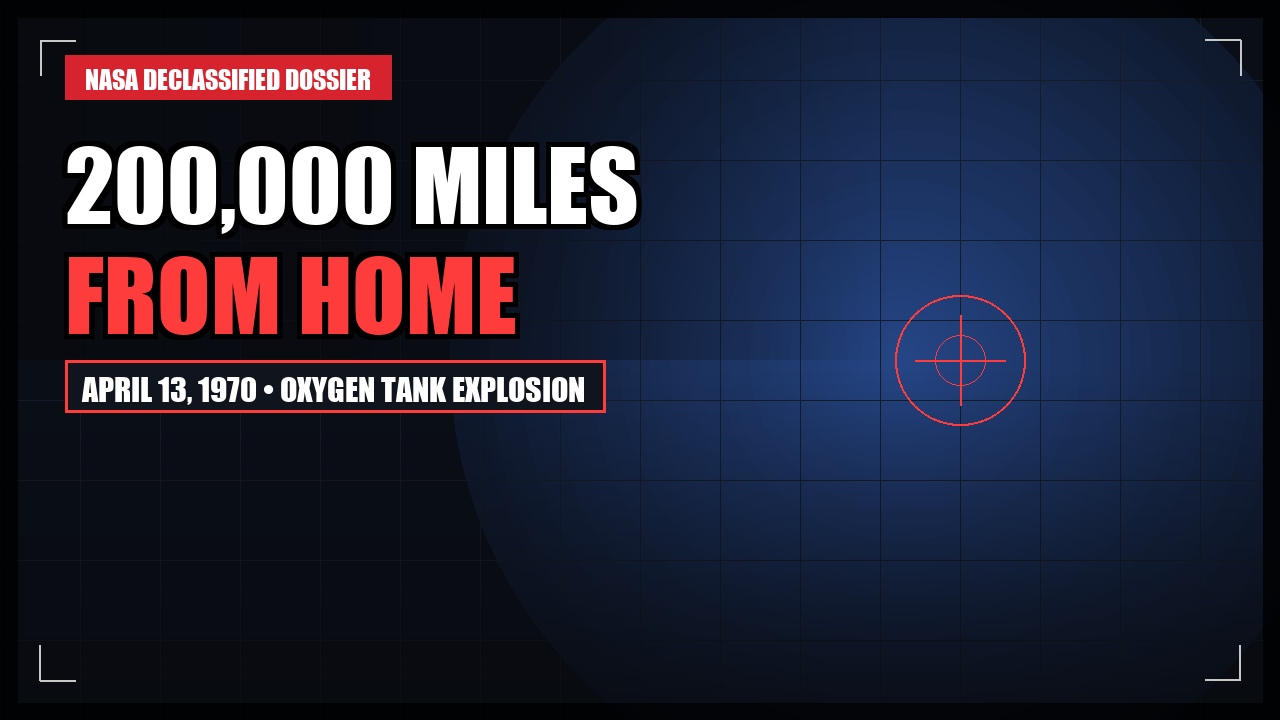 NASA DECLASSIFIED DOSSIER
200,000 MILES
FROM HOME
APRIL 13, 1970 • OXYGEN TANK EXPLOSION